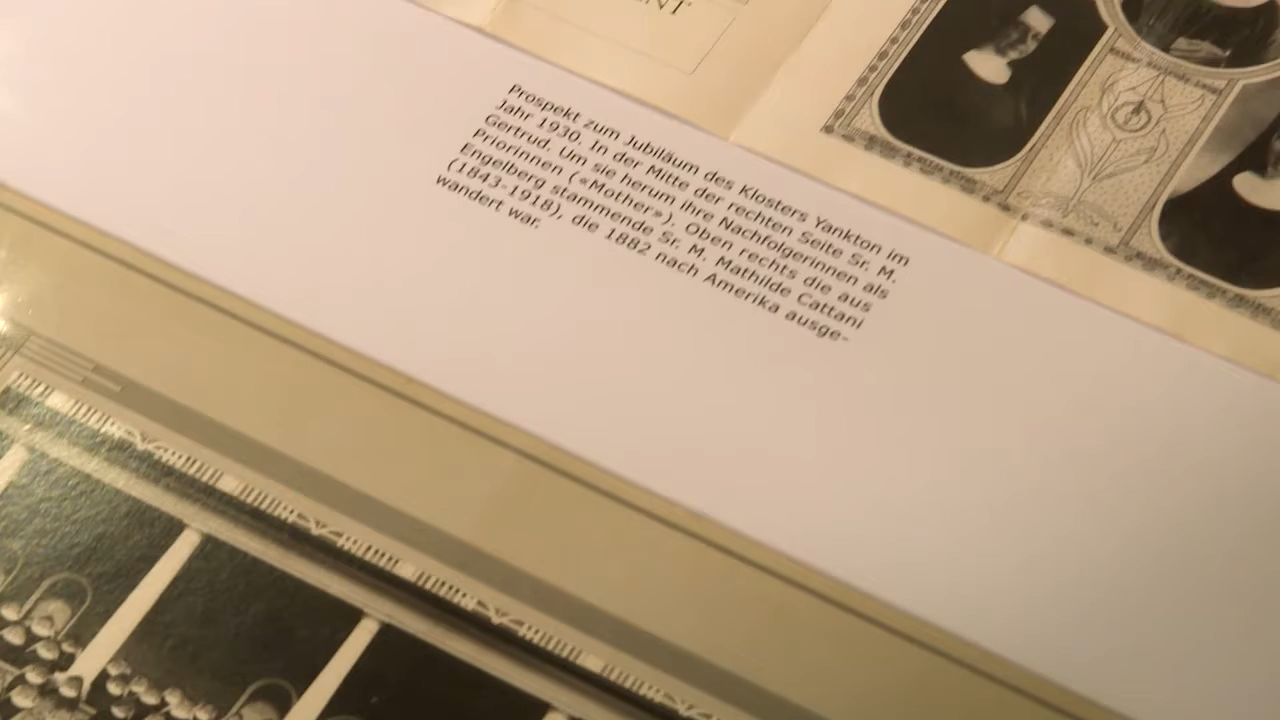 ENT
Prospekt zum Jubiläum des Klosters Yankton im
Jahr 1930. In der Mitte der rechten Seite Sr. M.
Gertrud. Um sie herum ihre Nachfolgerinnen als
Priorinnen («Mother»). Oben rechts die aus
Engelberg stammende Sr. M. Mathilde Cattani
(1843–1918), die 1882 nach Amerika ausge-
wandert war.